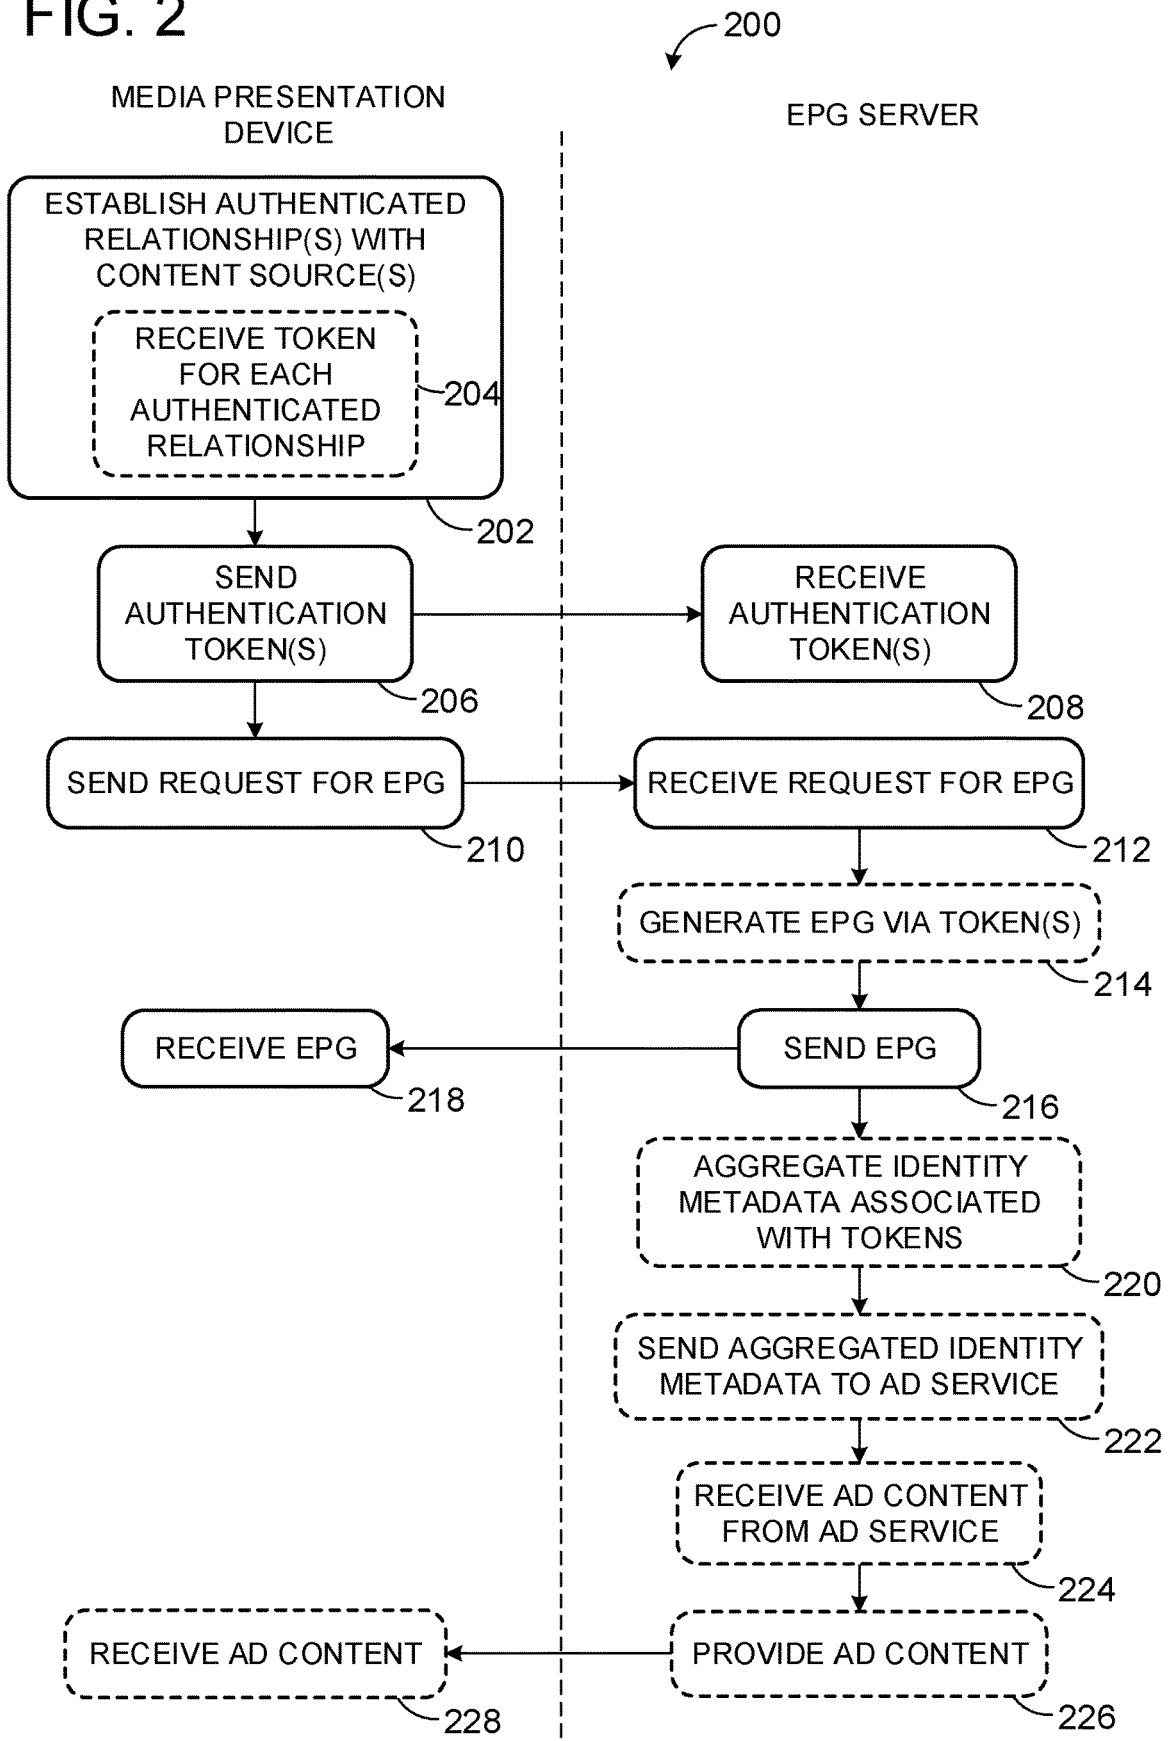 FIG. 2
200
MEDIA PRESENTATION
DEVICE
EPG SERVER
ESTABLISH AUTHENTICATED
RELATIONSHIP(S) WITH
CONTENT SOURCE(S)
RECEIVE TOKEN
FOR EACH
AUTHENTICATED
RELATIONSHIP
204
202
SEND
AUTHENTICATION
TOKEN(S)
206
RECEIVE
AUTHENTICATION
TOKEN(S)
208
SEND REQUEST FOR EPG
210
RECEIVE REQUEST FOR EPG
212
GENERATE EPG VIA TOKEN(S)
214
SEND EPG
216
RECEIVE EPG
218
AGGREGATE IDENTITY
METADATA ASSOCIATED
WITH TOKENS
220
SEND AGGREGATED IDENTITY
METADATA TO AD SERVICE
222
RECEIVE AD CONTENT
FROM AD SERVICE
224
PROVIDE AD CONTENT
226
RECEIVE AD CONTENT
228